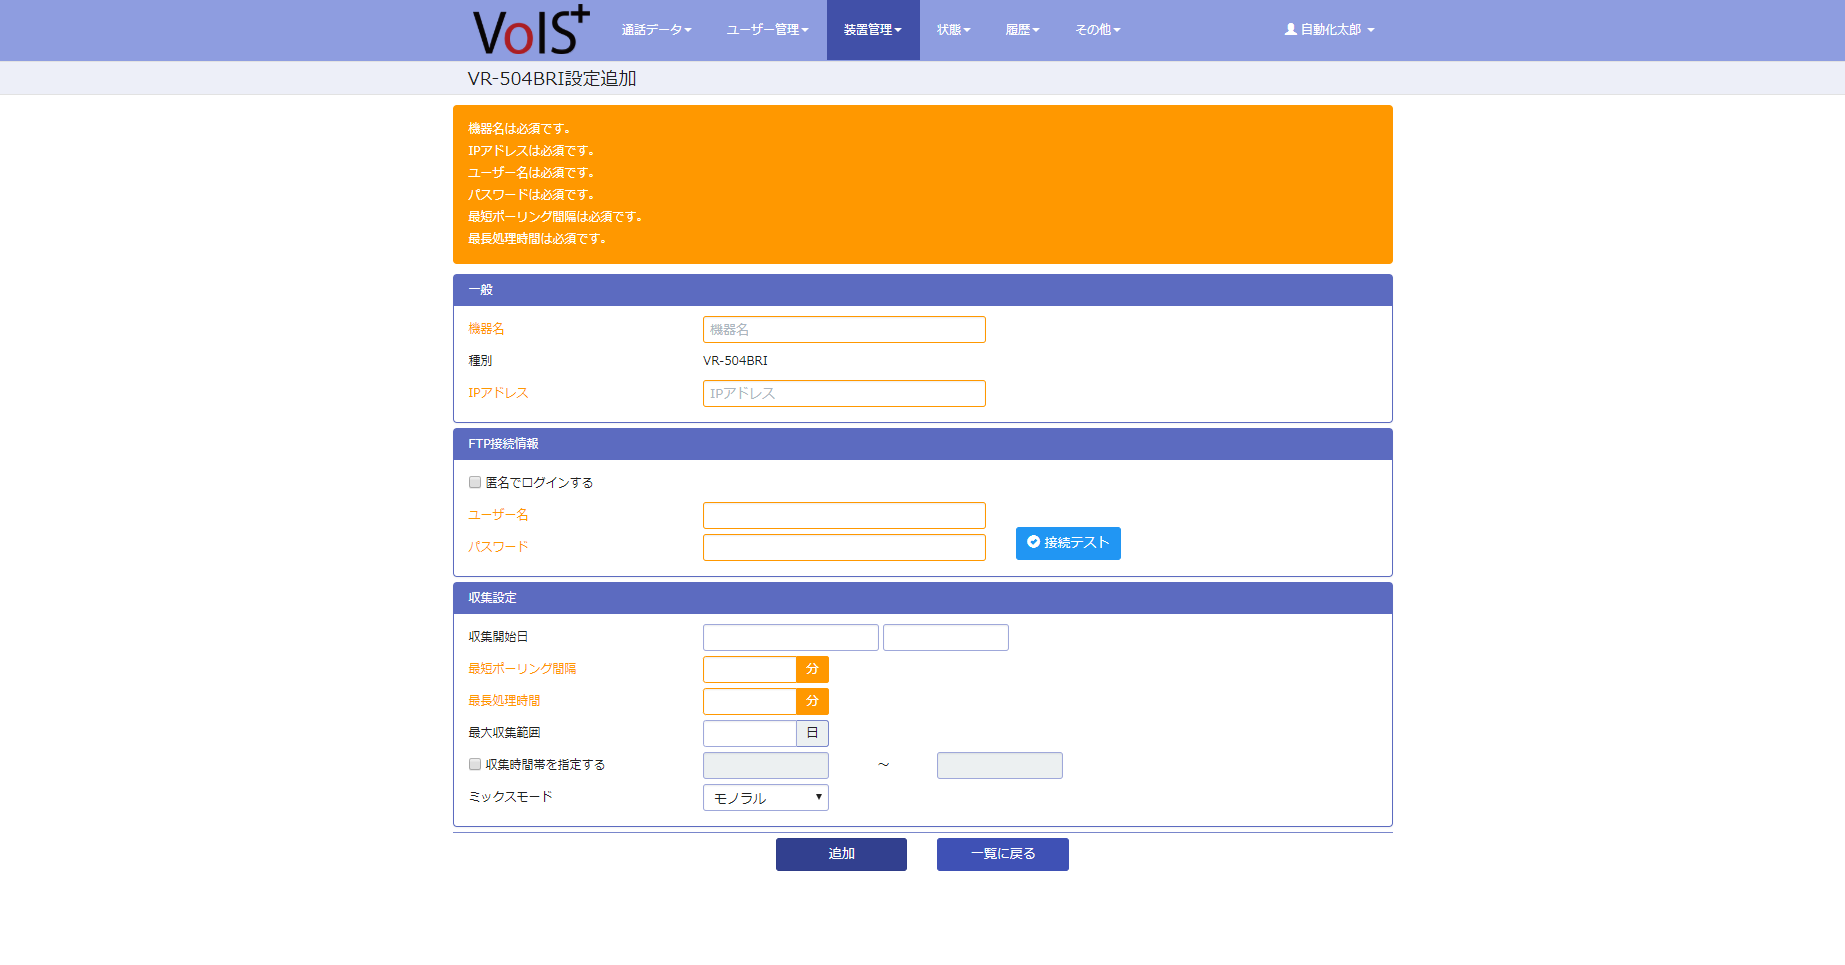 VoIS+ 通話データ ユーザー管理 装置管理 状態 履歴 その他 自動化太郎
VR-504BRI設定追加
機器名は必須です。
IPアドレスは必須です。
ユーザー名は必須です。
パスワードは必須です。
最短ポーリング間隔は必須です。
最長処理時間は必須です。
一般
機器名 機器名
種別 VR-504BRI
IPアドレス IPアドレス
FTP接続情報
匿名でログインする
ユーザー名
パスワード 接続テスト
収集設定
収集開始日
最短ポーリング間隔 分
最長処理時間 分
最大収集範囲 日
収集時間帯を指定する ～
ミックスモード モノラル
追加 一覧に戻る